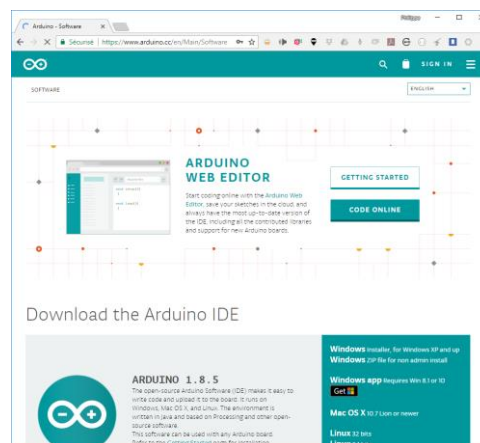 Arduino - Software
Philippe
Sécurisé
https://www.arduino.cc/en/Main/Software
SIGN IN
SOFTWARE
ENGLISH
ARDUINO
WEB EDITOR
Start coding online with the Arduino Web
Editor, save your sketches in the cloud, and
always have the most up-to-date version of
the IDE, including all the contributed libraries
and support for new Arduino boards.
GETTING STARTED
CODE ONLINE
Download the Arduino IDE
ARDUINO 1.8.5
The open-source Arduino Software (IDE) makes it easy to
write code and upload it to the board. It runs on
Windows, Mac OS X, and Linux. The environment is
written in Java and based on Processing and other open-
source software.
This software can be used with any Arduino board.
Windows Installer, for Windows XP and up
Windows ZIP file for non admin install
Windows app Requires Win 8.1 or 10
Get
Mac OS X 10.7 Lion or newer
Linux 32 bits